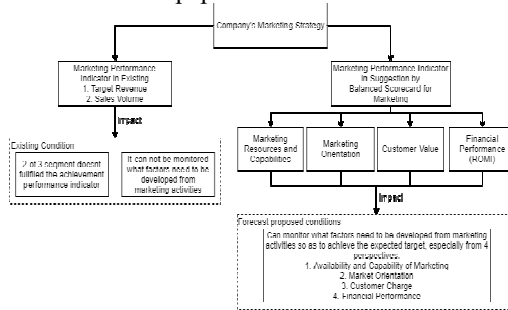 Company's Marketing Strategy
Marketing Performance
Indicator in Existing
1. Target Revenue
2. Sales Volume
Impact
Existing Condition
2 of 3 segment doesnt
fulfilled the achievement
performance indicator
It can not be monitored
what factors need to be
developed from
marketing activities
Marketing Performance Indicator
in Suggestion by
Balanced Scorecard for
Marketing
Marketing
Resources and
Capabilities
Marketing
Orientation
Customer Value
Financial
Performance
(ROMI)
Impact
Forecast proposed conditions
Can monitor what factors need to be developed from marketing
activities so as to achieve the expected target, especially from 4
perspectives:
1. Availability and Capability of Marketing
2. Market Orientation
3. Customer Charge
4. Financial Performance